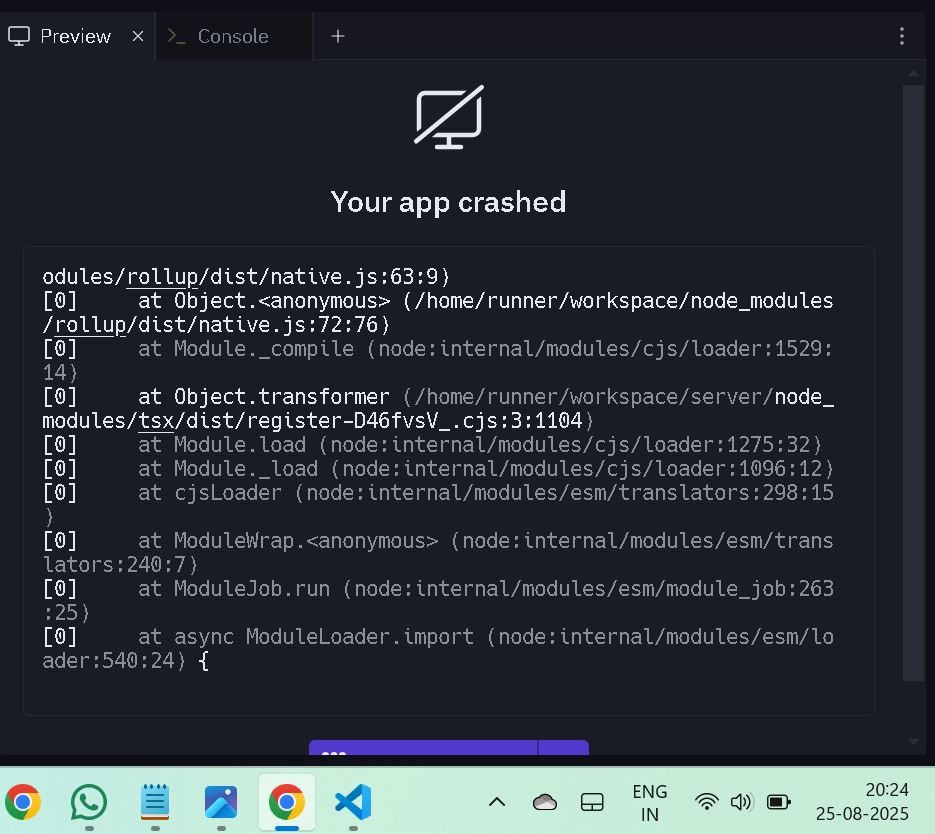 Preview
Console
Your app crashed
odules/rollup/dist/native.js:63:9)
[0]     at Object.<anonymous> (/home/runner/workspace/node_modules
/rollup/dist/native.js:72:76)
[0]     at Module._compile (node:internal/modules/cjs/loader:1529:
14)
[0]     at Object.transformer (/home/runner/workspace/server/node_
modules/tsx/dist/register-D46fvsV_.cjs:3:1104)
[0]     at Module.load (node:internal/modules/cjs/loader:1275:32)
[0]     at Module._load (node:internal/modules/cjs/loader:1096:12)
[0]     at cjsLoader (node:internal/modules/esm/translators:298:15
)
[0]     at ModuleWrap.<anonymous> (node:internal/modules/esm/trans
lators:240:7)
[0]     at ModuleJob.run (node:internal/modules/esm/module_job:263
:25)
[0]     at async ModuleLoader.import (node:internal/modules/esm/lo
ader:540:24) {
ENG
IN
20:24
25-08-2025